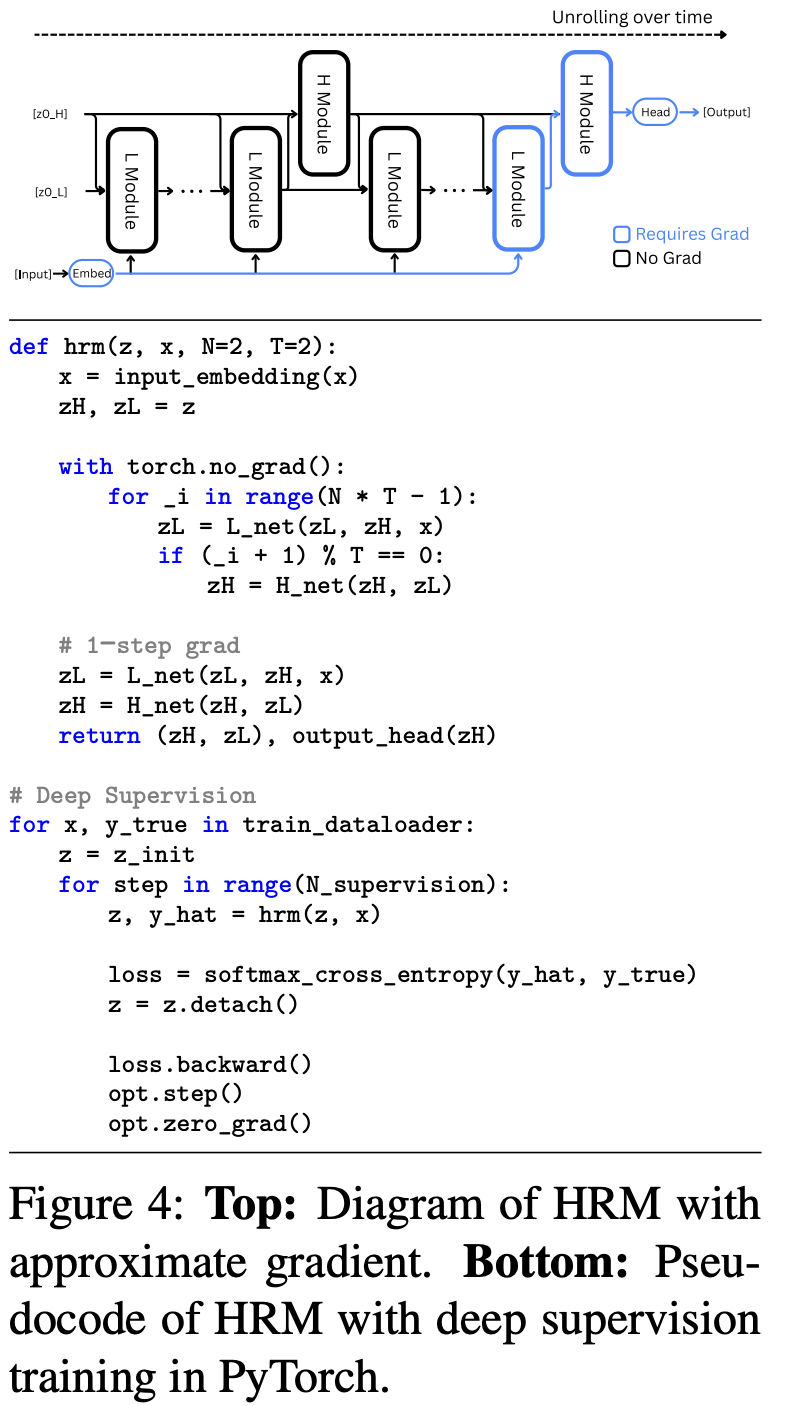 Unrolling over time
[z0_H]
H Module
H Module
Head
[Output]
[z0_L]
L Module
...
L Module
L Module
...
L Module
Requires Grad
No Grad
[Input]
Embed
def hrm(z, x, N=2, T=2):
    x = input_embedding(x)
    zH, zL = z

    with torch.no_grad():
        for _i in range(N * T - 1):
            zL = L_net(zL, zH, x)
            if (_i + 1) % T == 0:
                zH = H_net(zH, zL)

    # 1-step grad
    zL = L_net(zL, zH, x)
    zH = H_net(zH, zL)
    return (zH, zL), output_head(zH)

# Deep Supervision
for x, y_true in train_dataloader:
    z = z_init
    for step in range(N_supervision):
        z, y_hat = hrm(z, x)

        loss = softmax_cross_entropy(y_hat, y_true)
        z = z.detach()

        loss.backward()
        opt.step()
        opt.zero_grad()
Figure 4: Top: Diagram of HRM with
approximate gradient. Bottom: Pseu-
docode of HRM with deep supervision
training in PyTorch.